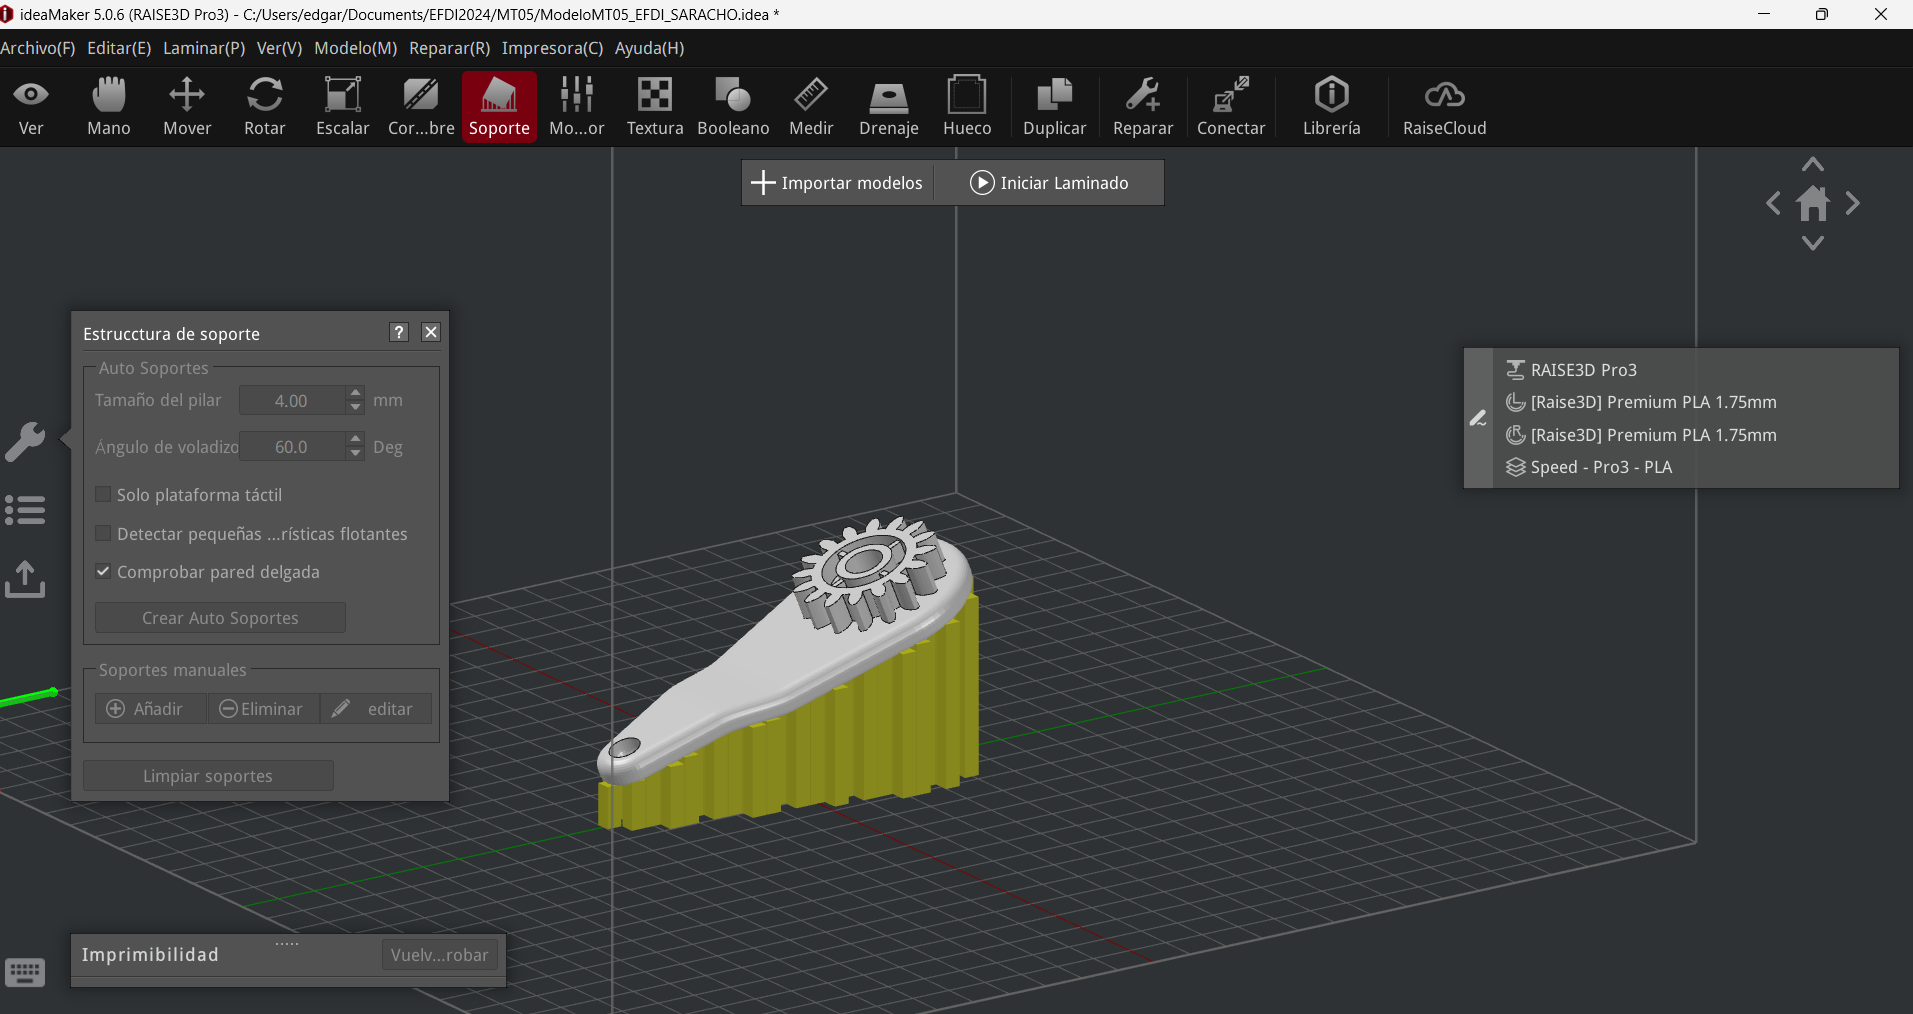 ideaMaker 5.0.6 (RAISE3D Pro3) - C:/Users/edgar/Documents/EFDI2024/MT05/ModeloMT05_EFDI_SARACHO.idea *
Archivo(F) Editar(E) Laminar(P) Ver(V) Modelo(M) Reparar(R) Impresora(C) Ayuda(H)
Ver Mano Mover Rotar Escalar Cor...bre Soporte Mo...or Textura Booleano Medir Drenaje Hueco Duplicar Reparar Conectar Librería RaiseCloud
Importar modelos Iniciar Laminado
Estrucctura de soporte ?
Auto Soportes
Tamaño del pilar 4.00 mm
Ángulo de voladizo 60.0 Deg
Solo plataforma táctil
Detectar pequeñas ...rísticas flotantes
Comprobar pared delgada
Crear Auto Soportes
Soportes manuales
Añadir Eliminar editar
Limpiar soportes
RAISE3D Pro3
L [Raise3D] Premium PLA 1.75mm
R [Raise3D] Premium PLA 1.75mm
Speed - Pro3 - PLA
Imprimibilidad Vuelv...robar